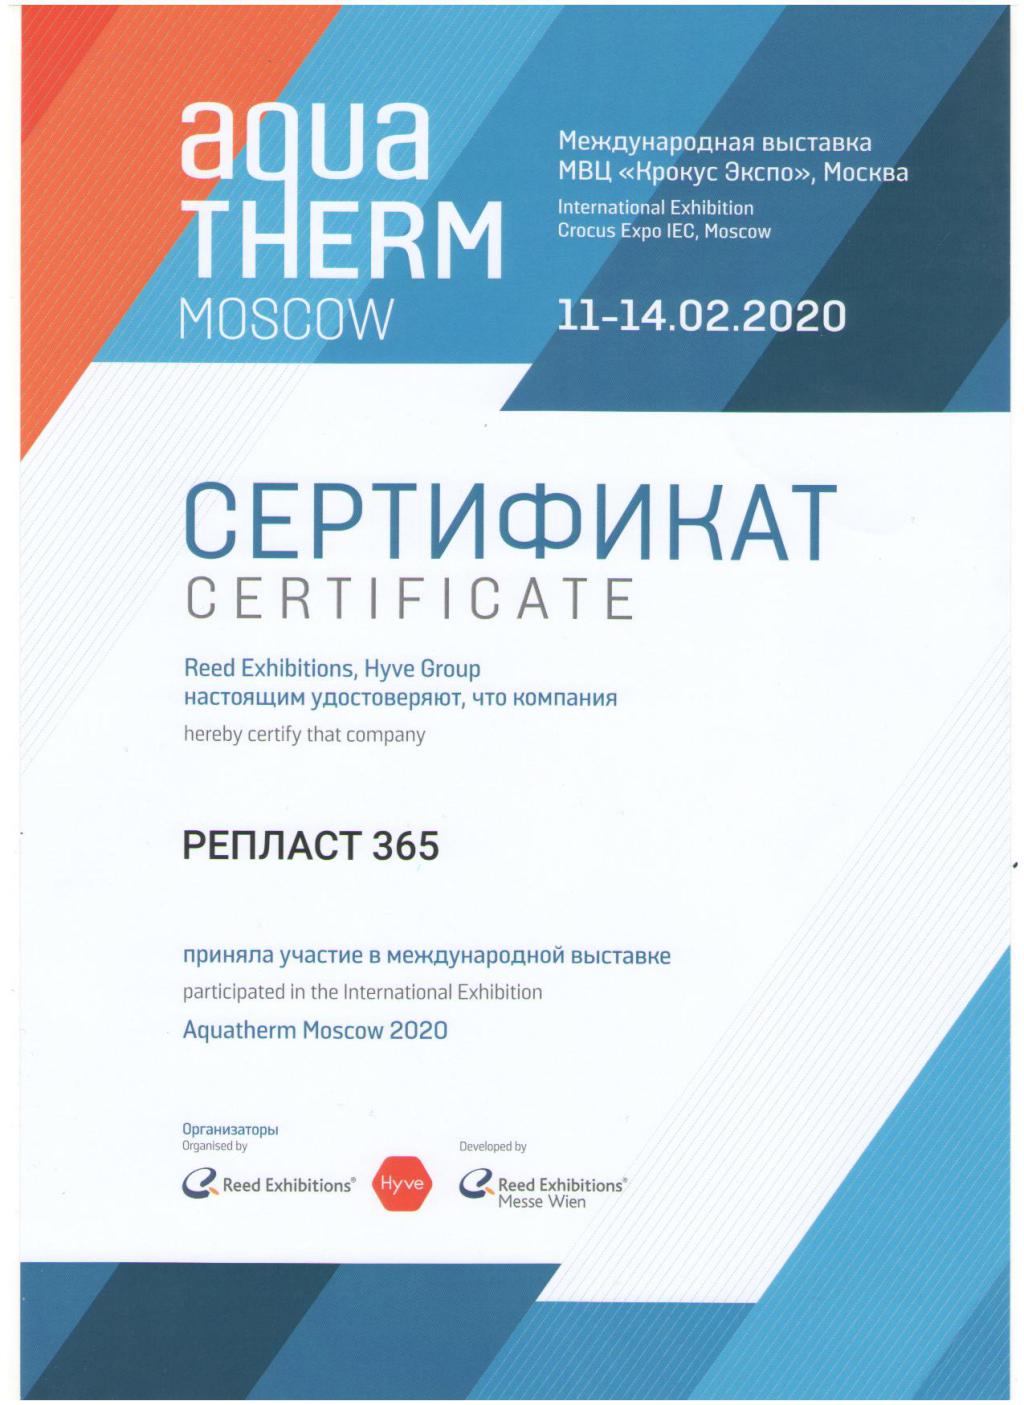 aqua
THERM
MOSCOW
Международная выставка
МВЦ «Крокус Экспо», Москва
International Exhibition
Crocus Expo IEC, Moscow
11-14.02.2020
СЕРТИФИКАТ
CERTIFICATE
Reed Exhibitions, Hyve Group
настоящим удостоверяют, что компания
hereby certify that company
РЕПЛАСТ 365
приняла участие в международной выставке
participated in the International Exhibition
Aquatherm Moscow 2020
Организаторы
Organised by
Reed Exhibitions®
Hyve
Developed by
Reed Exhibitions®
Messe Wien